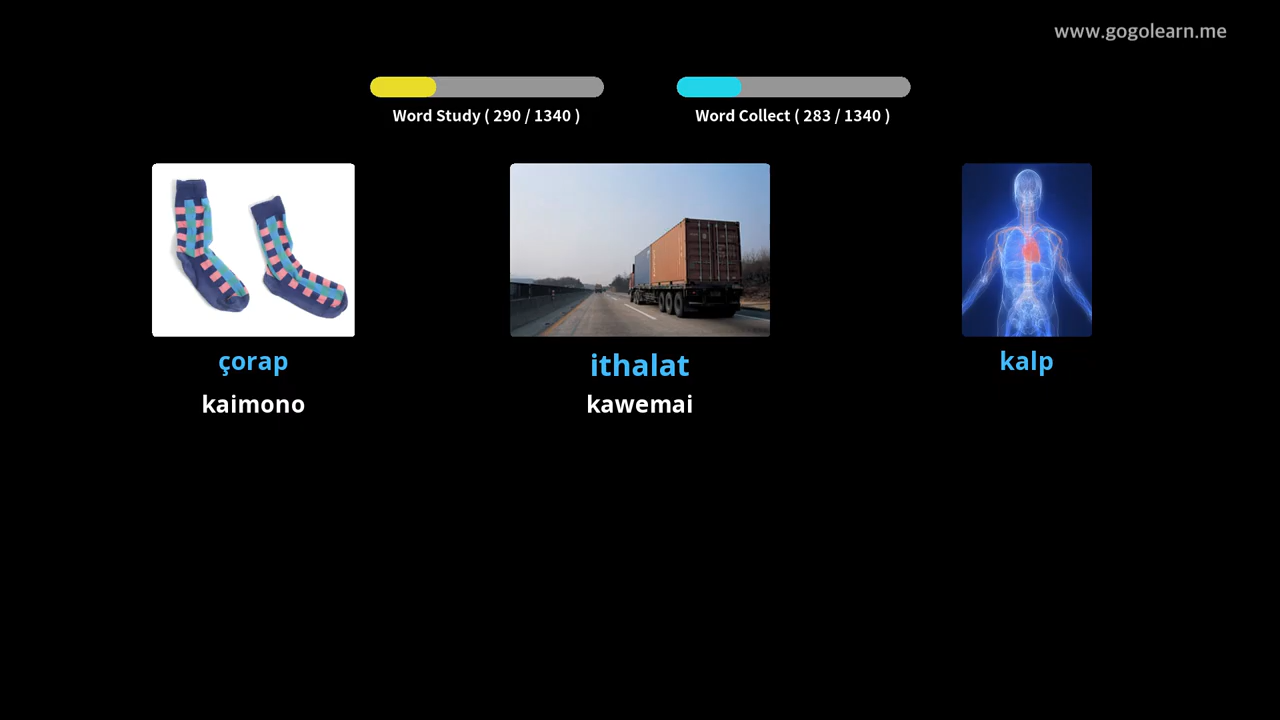 www.gogolearn.me
Word Study ( 290 / 1340 )
Word Collect ( 283 / 1340 )
çorap
ithalat
kalp
kaimono
kawemai